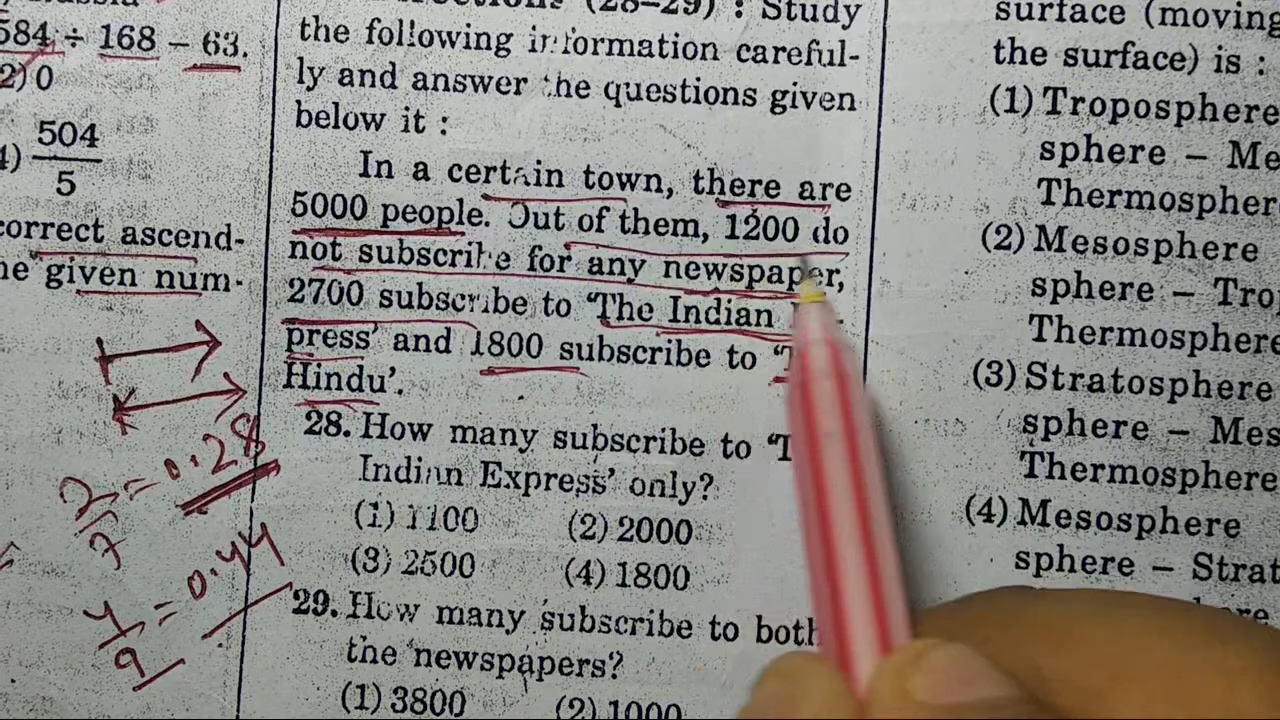 584 ÷ 168 – 63.
2) 0
504
5
correct ascend-
given num-
2/7 = 0.28
4/9 = 0.44
(28–29) : Study
the following information careful-
ly and answer the questions given
below it :
In a certain town, there are
5000 people. Out of them, 1200 do
not subscribe for any newspaper,
2700 subscribe to ‘The Indian
press’ and 1800 subscribe to
Hindu’.
28. How many subscribe to
Indian Express’ only?
(1) 1100 (2) 2000
(3) 2500 (4) 1800
29. How many subscribe to both
the newspapers?
(1) 3800 (2) 1000
surface (moving
the surface) is :
(1) Troposphere
sphere – Me
Thermospher
(2) Mesosphere
sphere – Tro
Thermosphere
(3) Stratosphere
sphere – Mes
Thermosphere
(4) Mesosphere
sphere – Strat